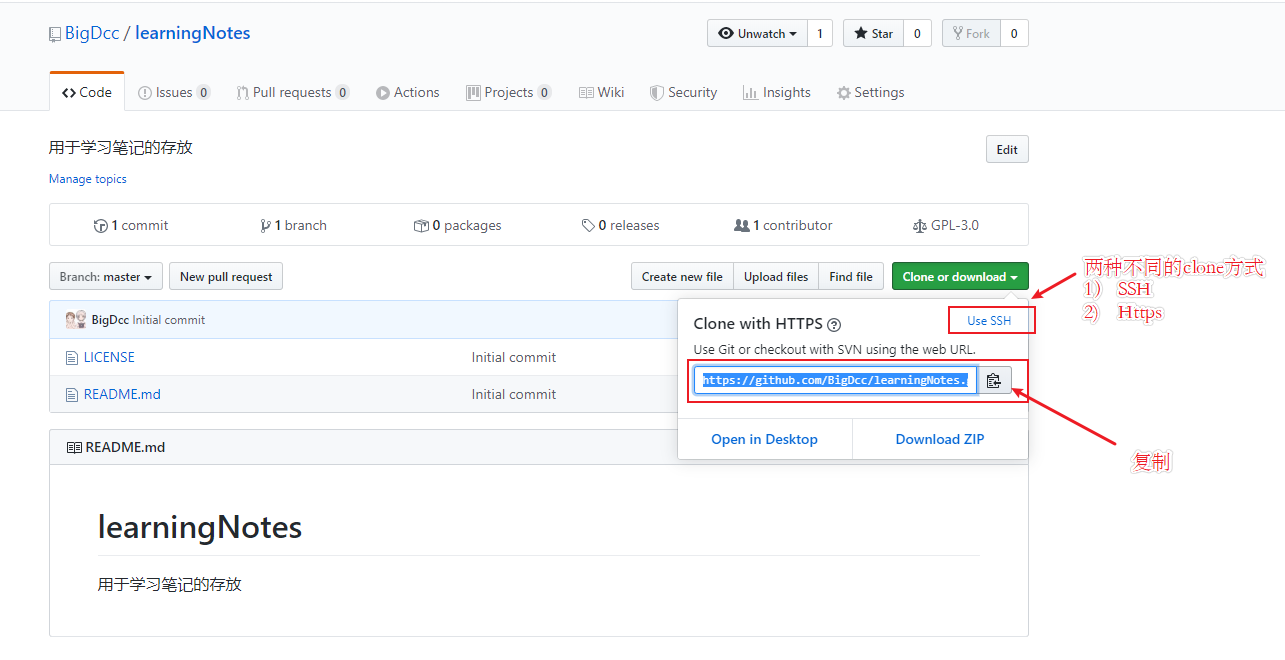 BigDcc / learningNotes
Unwatch 1 Star 0 Fork 0
Code Issues 0 Pull requests 0 Actions Projects 0 Wiki Security Insights Settings
用于学习笔记的存放
Edit
Manage topics
1 commit 1 branch 0 packages 0 releases 1 contributor GPL-3.0
Branch: master New pull request Create new file Upload files Find file Clone or download
两种不同的clone方式
1) SSH
2) Https
BigDcc Initial commit
Clone with HTTPS Use SSH
Use Git or checkout with SVN using the web URL.
LICENSE Initial commit
https://github.com/BigDcc/learningNotes.
README.md Initial commit
Open in Desktop Download ZIP
README.md
复制
learningNotes
用于学习笔记的存放